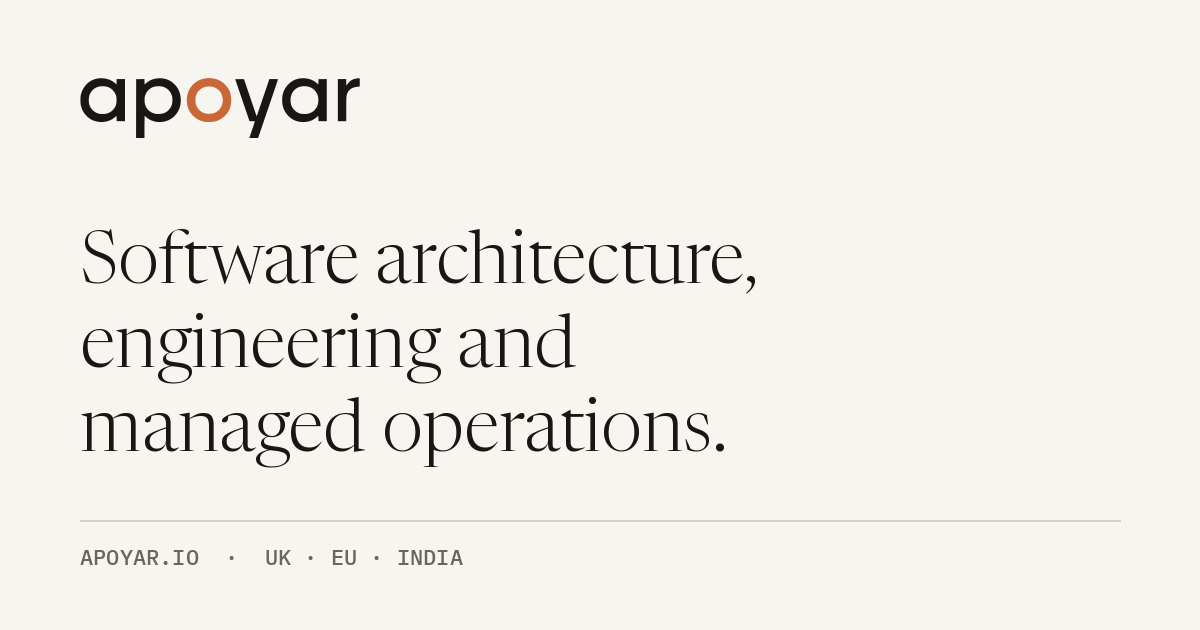 apoyar
Software architecture,
engineering and
managed operations.
APOYAR.IO · UK · EU · INDIA